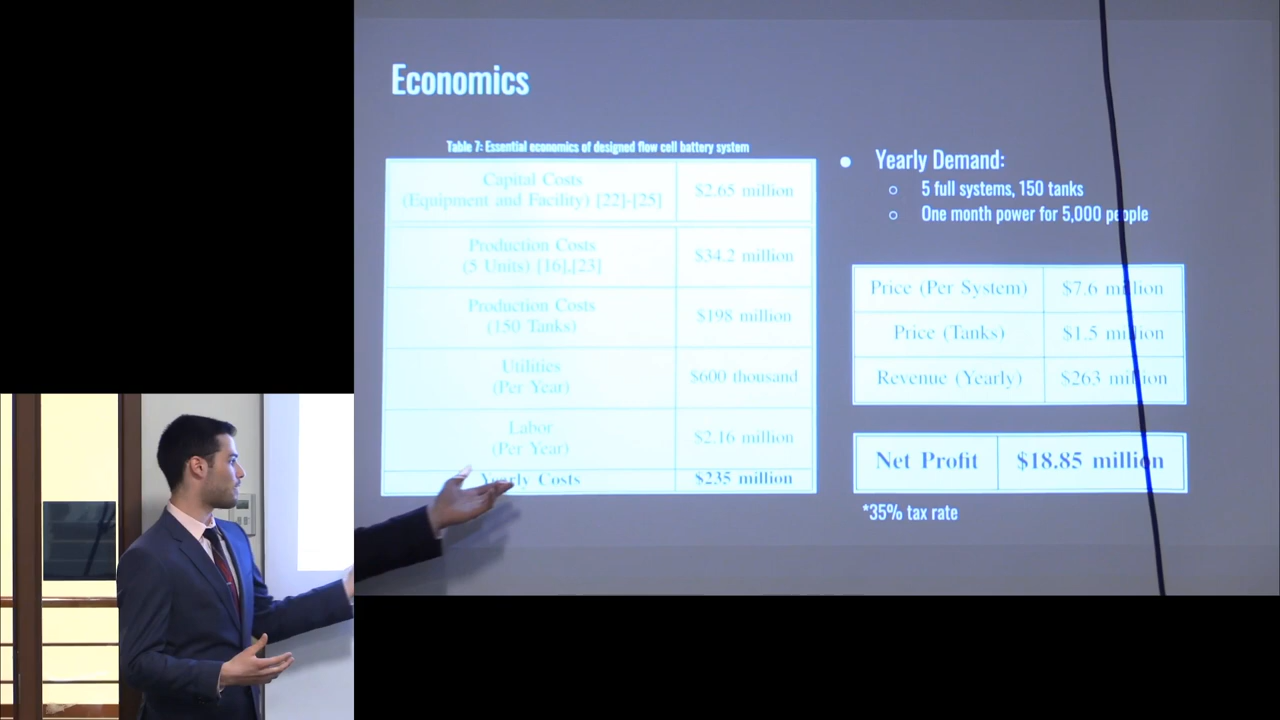 Economics
Table 7: Essential economics of designed flow cell battery system
Capital Costs
(Equipment and Facility) [22]-[25]
$2.65 million
Production Costs
(5 Units) [16],[23]
$34.2 million
Production Costs
(150 Tanks)
$198 million
Utilities
(Per Year)
$600 thousand
Labor
(Per Year)
$2.16 million
Yearly Costs
$235 million
Yearly Demand:
5 full systems, 150 tanks
One month power for 5,000 people
Price (Per System)
$7.6 million
Price (Tanks)
$1.5 million
Revenue (Yearly)
$263 million
Net Profit
$18.85 million
*35% tax rate